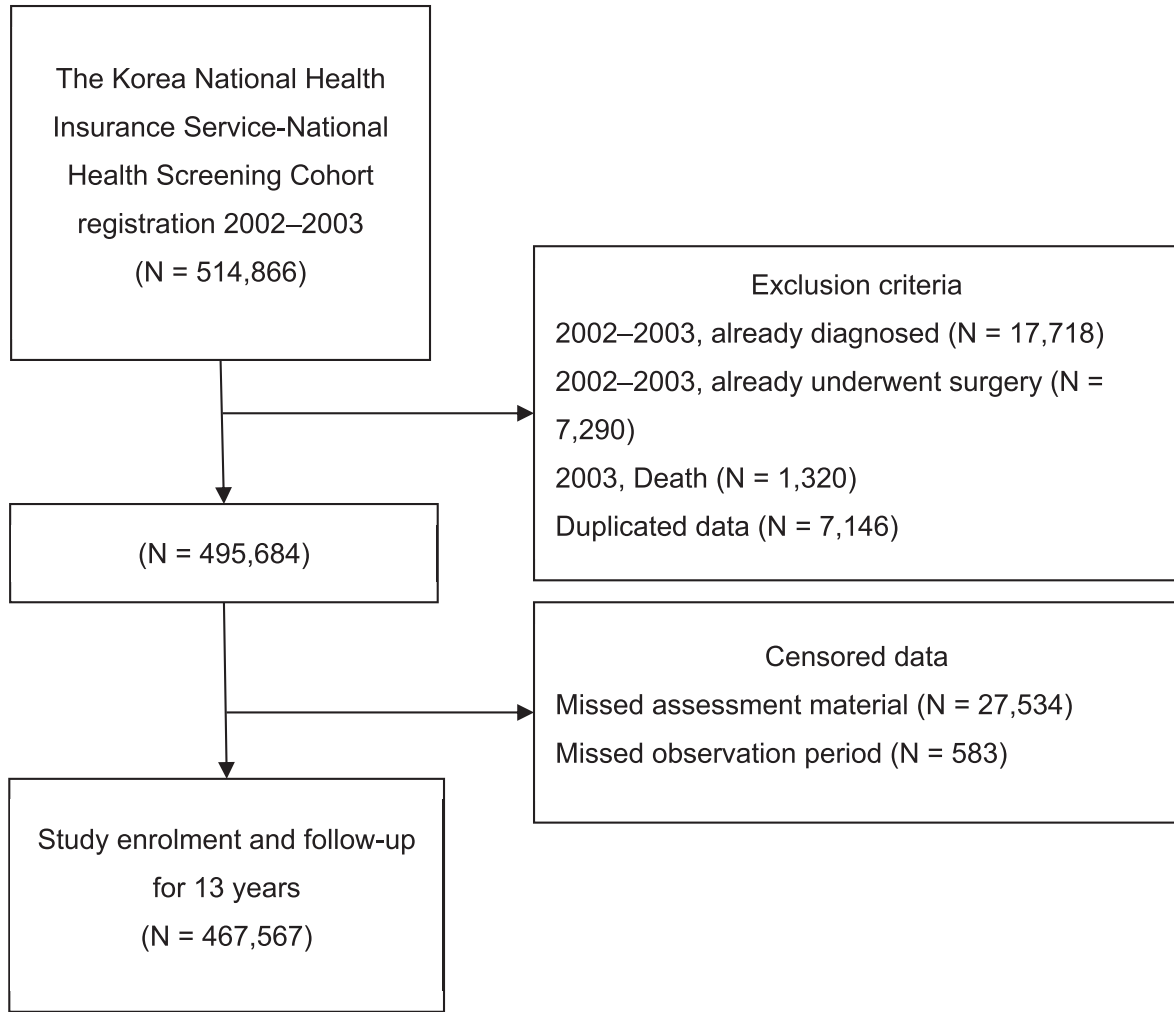 The Korea National Health
Insurance Service-National
Health Screening Cohort
registration 2002–2003
(N = 514,866)
Exclusion criteria
2002–2003, already diagnosed (N = 17,718)
2002–2003, already underwent surgery (N =
7,290)
2003, Death (N = 1,320)
Duplicated data (N = 7,146)
(N = 495,684)
Censored data
Missed assessment material (N = 27,534)
Missed observation period (N = 583)
Study enrolment and follow-up
for 13 years
(N = 467,567)